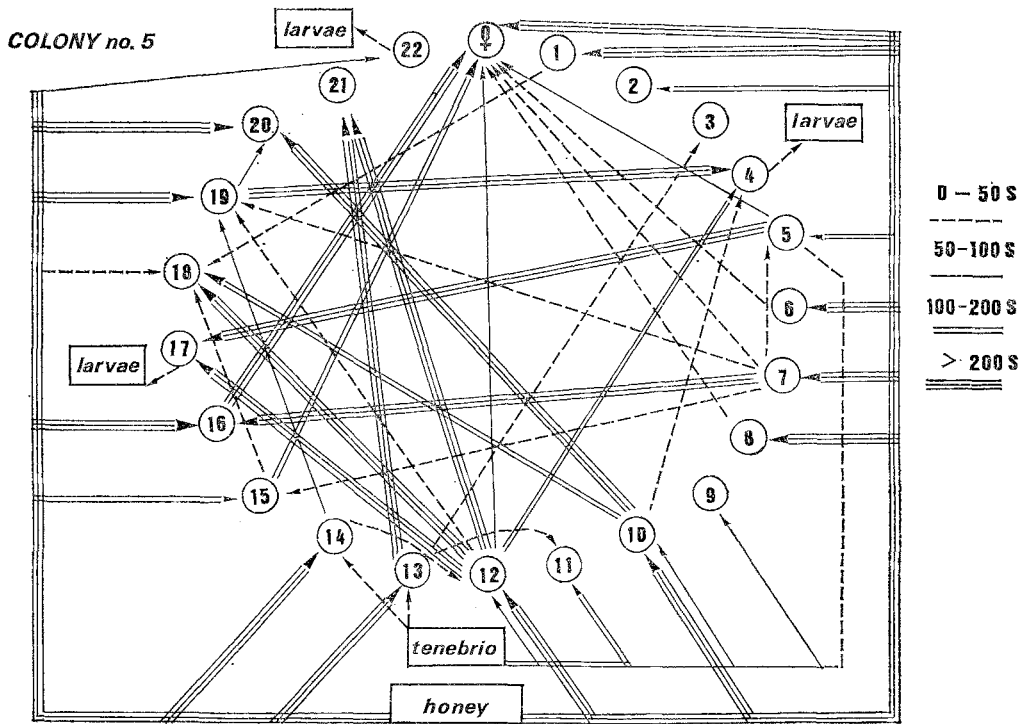 COLONY no. 5
larvae
22
♀
1
21
2
20
3
larvae
4
19
5
18
6
17
larvae
7
16
8
15
9
14
10
13
12
11
tenebrio
honey
0 – 50 S
50-100 S
100-200 S
> 200 S